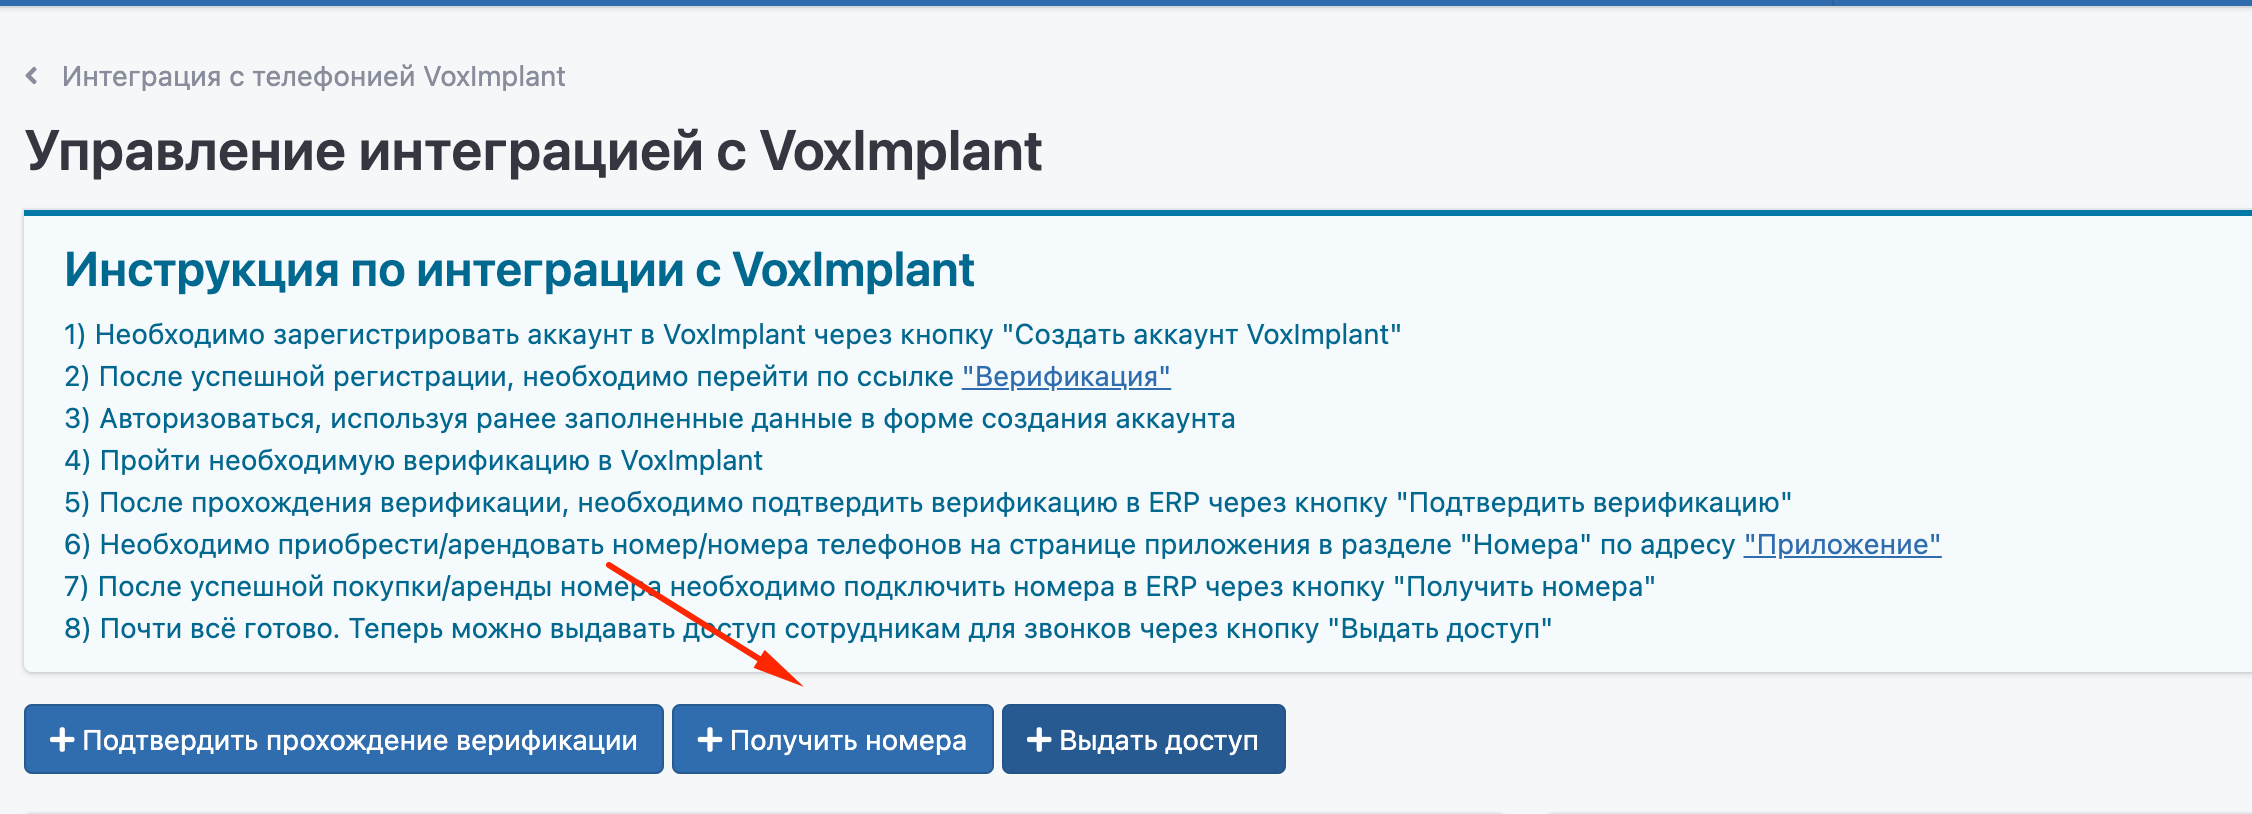 Интеграция с телефонией VoxImplant
Управление интеграцией с VoxImplant
Инструкция по интеграции с VoxImplant
1) Необходимо зарегистрировать аккаунт в VoxImplant через кнопку "Создать аккаунт VoxImplant"
2) После успешной регистрации, необходимо перейти по ссылке "Верификация"
3) Авторизоваться, используя ранее заполненные данные в форме создания аккаунта
4) Пройти необходимую верификацию в VoxImplant
5) После прохождения верификации, необходимо подтвердить верификацию в ERP через кнопку "Подтвердить верификацию"
6) Необходимо приобрести/арендовать номер/номера телефонов на странице приложения в разделе "Номера" по адресу "Приложение"
7) После успешной покупки/аренды номера необходимо подключить номера в ERP через кнопку "Получить номера"
8) Почти всё готово. Теперь можно выдавать доступ сотрудникам для звонков через кнопку "Выдать доступ"
Подтвердить прохождение верификации
Получить номера
Выдать доступ